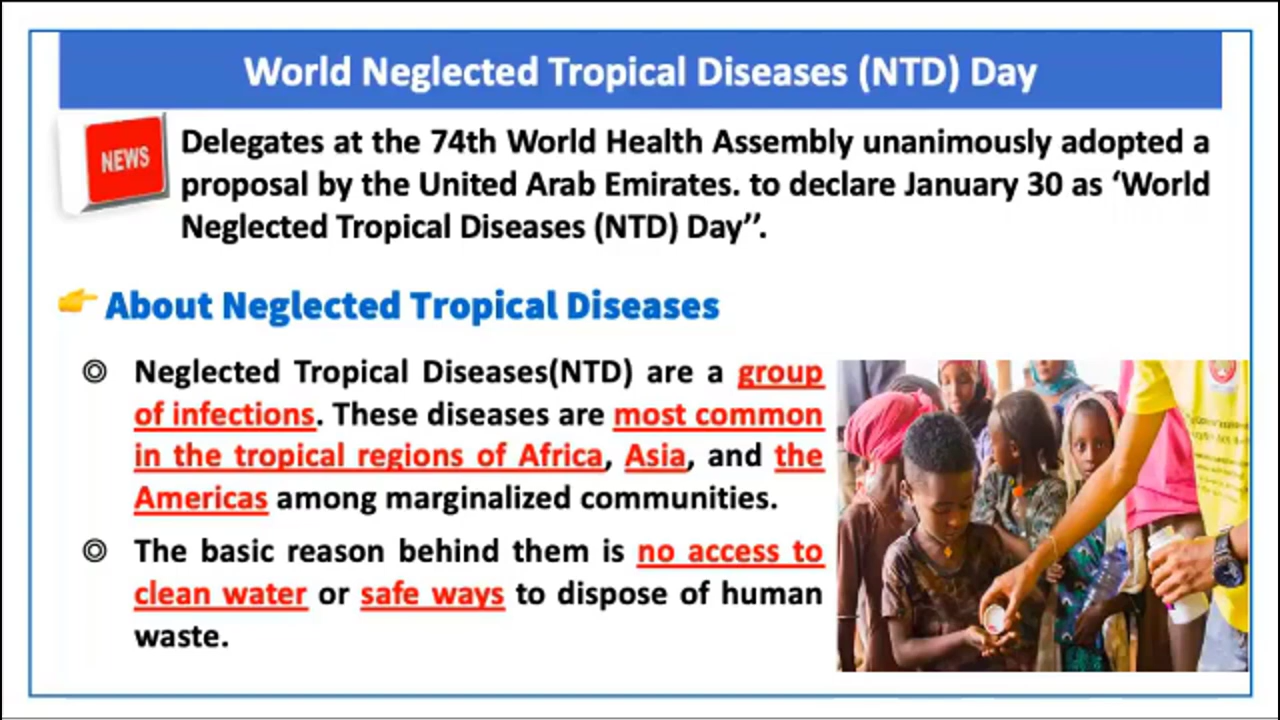 World Neglected Tropical Diseases (NTD) Day
NEWS
Delegates at the 74th World Health Assembly unanimously adopted a
proposal by the United Arab Emirates. to declare January 30 as ‘World
Neglected Tropical Diseases (NTD) Day’’.
About Neglected Tropical Diseases
Neglected Tropical Diseases(NTD) are a group
of infections. These diseases are most common
in the tropical regions of Africa, Asia, and the
Americas among marginalized communities.
The basic reason behind them is no access to
clean water or safe ways to dispose of human
waste.